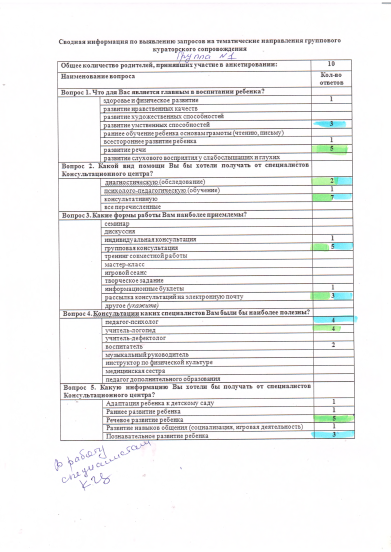 Сводная информация по выявлению запросов на тематические направления группового
кураторского сопровождения
Группа №1
Общее количество родителей, принявших участие в анкетировании: 10
Наименование вопроса Кол-во ответов
Вопрос 1. Что для Вас является главным в воспитании ребенка?
здоровье и физическое развитие 1
развитие нравственных качеств
развитие художественных способностей
развитие умственных способностей 3
раннее обучение ребенка основам грамоты (чтению, письму)
всестороннее развитие ребенка 1
развитие речи 5
развитие слухового восприятия у слабослышащих и глухих
Вопрос 2. Какой вид помощи Вы бы хотели получать от специалистов
Консультационного центра?
диагностическую (обследование) 2
психолого-педагогическую (обучение) 1
консультативную 7
все перечисленные
Вопрос 3. Какие формы работы Вам наиболее приемлемы?
семинар
дискуссия
индивидуальная консультация 1
групповая консультация 5
тренинг совместной работы
мастер-класс
игровой сеанс
творческое задание
информационные буклеты 1
рассылка консультаций на электронную почту 3
другое (укажите)
Вопрос 4. Консультации каких специалистов Вам были бы наиболее полезны?
педагог-психолог 4
учитель-логопед 4
учитель-дефектолог
воспитатель 2
музыкальный руководитель
инструктор по физической культуре
медицинская сестра
педагог дополнительного образования
Вопрос 5. Какую информацию Вы хотели бы получать от специалистов
Консультационного центра?
Адаптация ребенка к детскому саду 1
Раннее развитие ребенка 1
Речевое развитие ребенка 5
Развитие навыков общения (социализация, игровая деятельность) 1
Познавательное развитие ребенка 3
В работу
специалистам